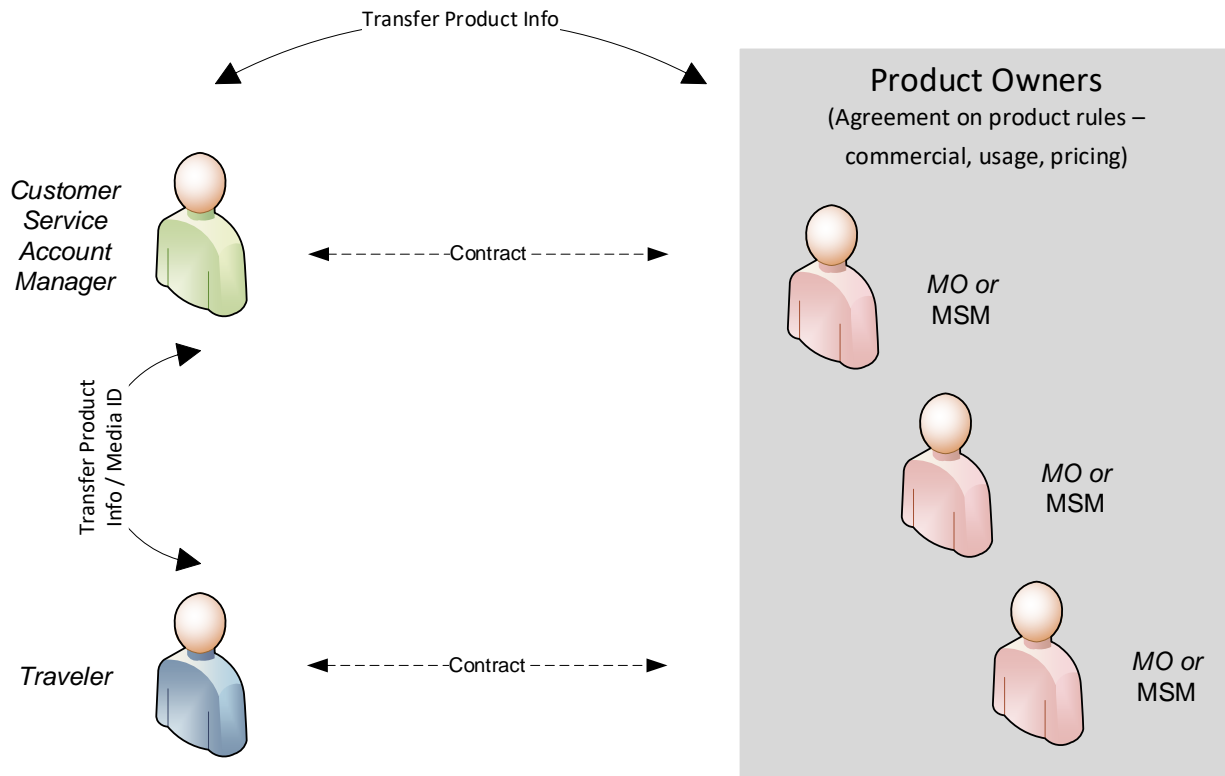 Transfer Product Info
Product Owners
(Agreement on product rules –
commercial, usage, pricing)
Customer
Service
Account
Manager
Contract
MO or
MSM
Transfer Product
Info / Media ID
MO or
MSM
Traveler
Contract
MO or
MSM